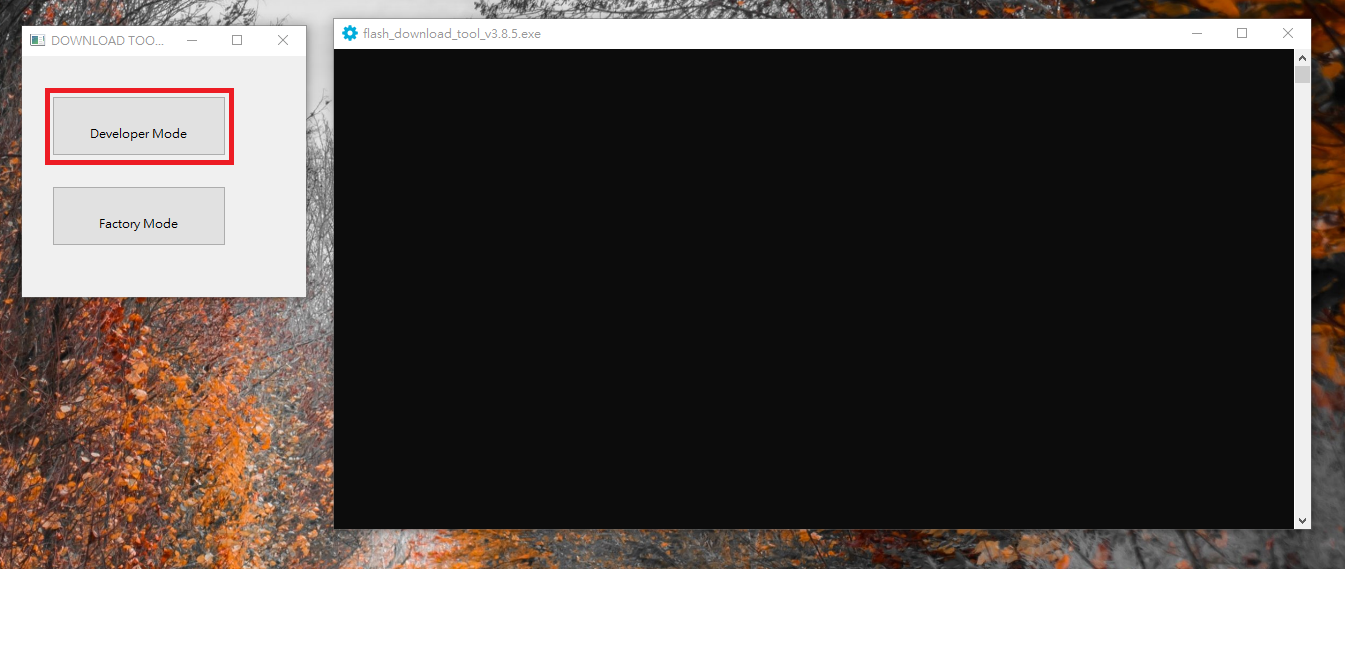 DOWNLOAD TOO...
Developer Mode
Factory Mode
flash_download_tool_v3.8.5.exe